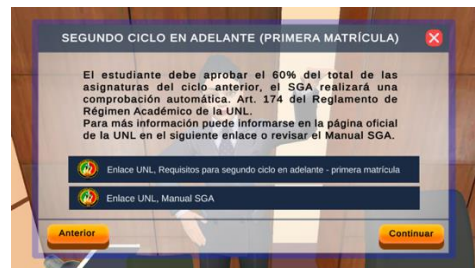 SEGUNDO CICLO EN ADELANTE (PRIMERA MATRÍCULA)
El estudiante debe aprobar el 60% del total de las
asignaturas del ciclo anterior, el SGA realizará una
comprobación automática. Art. 174 del Reglamento de
Régimen Académico de la UNL.
Para más información puede informarse en la página oficial
de la UNL en el siguiente enlace o revisar el Manual SGA.
Enlace UNL, Requisitos para segundo ciclo en adelante - primera matrícula
Enlace UNL, Manual SGA
Anterior
Continuar